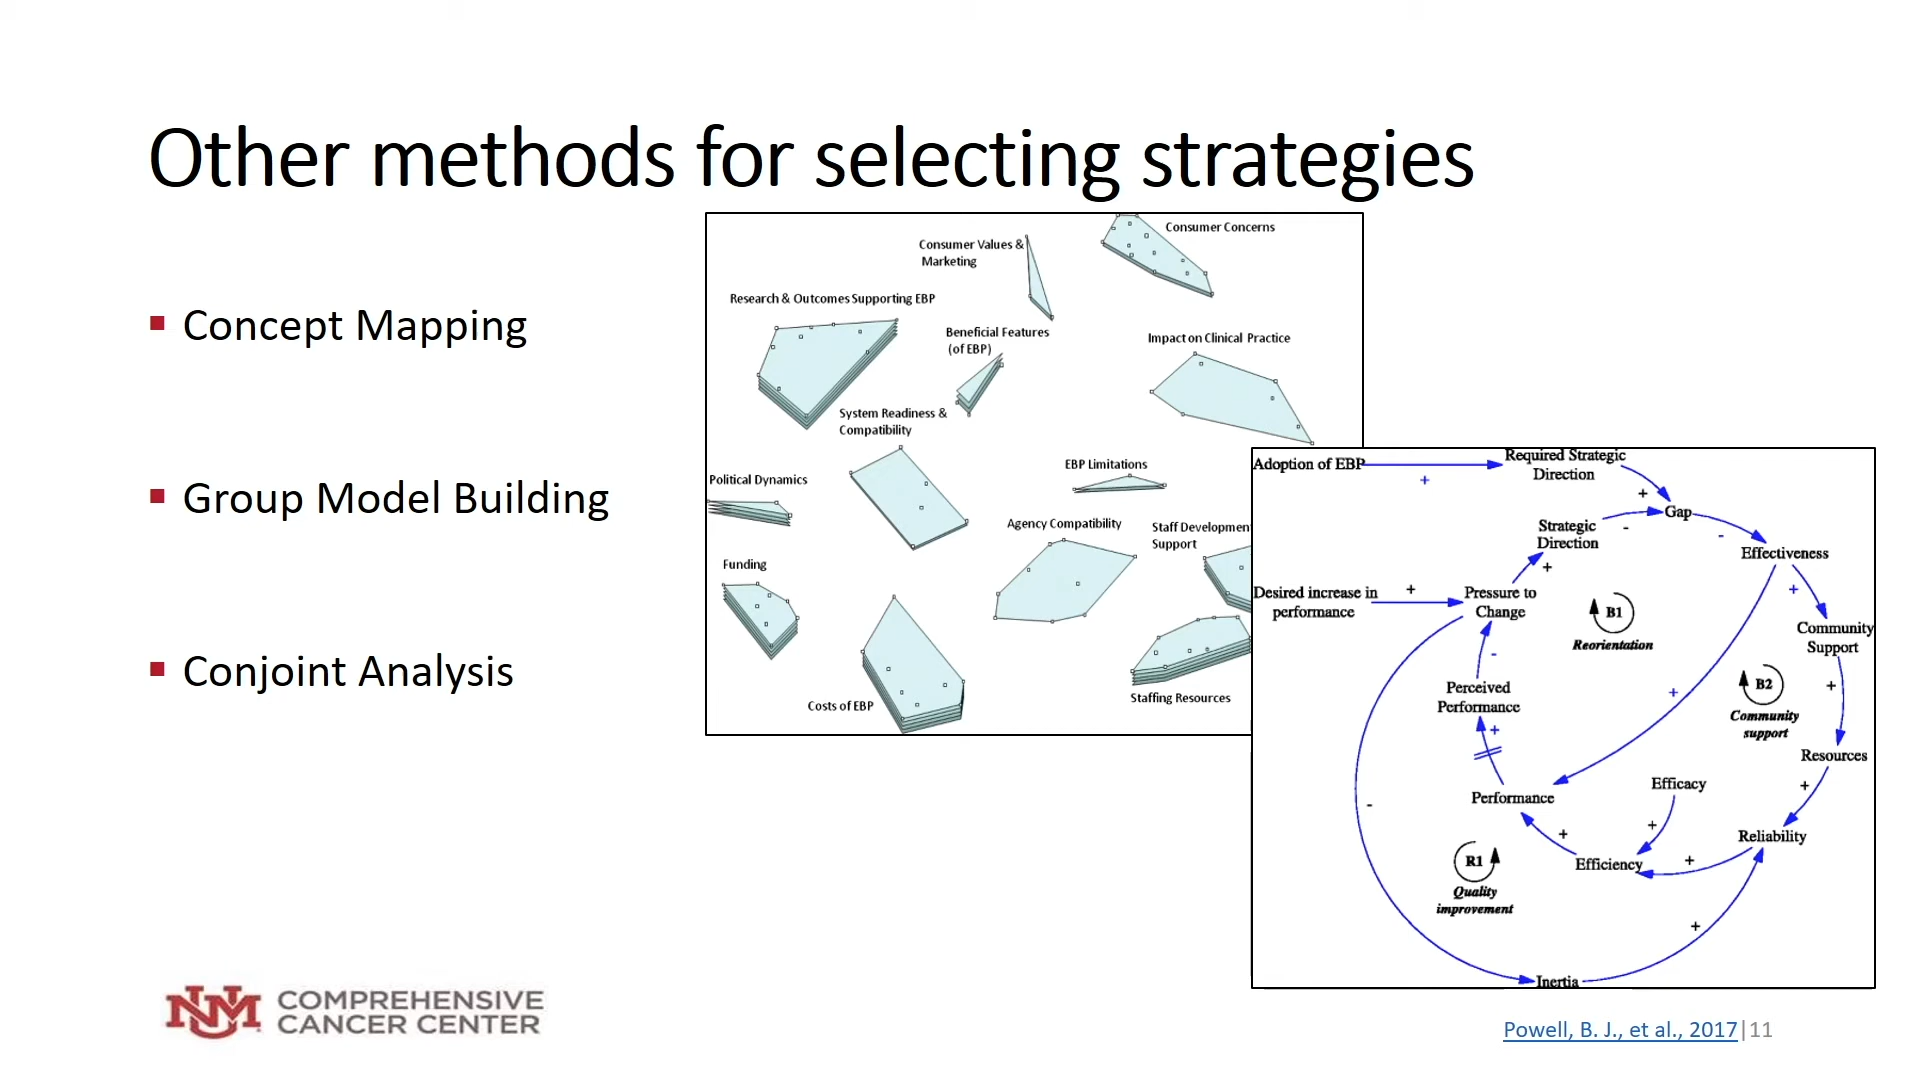 Other methods for selecting strategies
▪ Concept Mapping
▪ Group Model Building
▪ Conjoint Analysis
Consumer Concerns
Consumer Values &
Marketing
Research & Outcomes Supporting EBP
Beneficial Features
(of EBP)
Impact on Clinical Practice
System Readiness &
Compatibility
EBP Limitations
Political Dynamics
Agency Compatibility
Staff Development
Support
Funding
Costs of EBP
Staffing Resources
Adoption of EBP
+
Required Strategic
Direction
+
Gap
Strategic
Direction
-
-
Effectiveness
+
Desired increase in
performance
+
Pressure to
Change
B1
Reorientation
+
Community
Support
-
Perceived
Performance
+
B2
Community
support
+
+
Resources
Performance
Efficacy
+
-
+
+
Reliability
R1
Quality
improvement
Efficiency
+
+
Inertia
UNM
COMPREHENSIVE
CANCER CENTER
Powell, B. J., et al., 2017|11